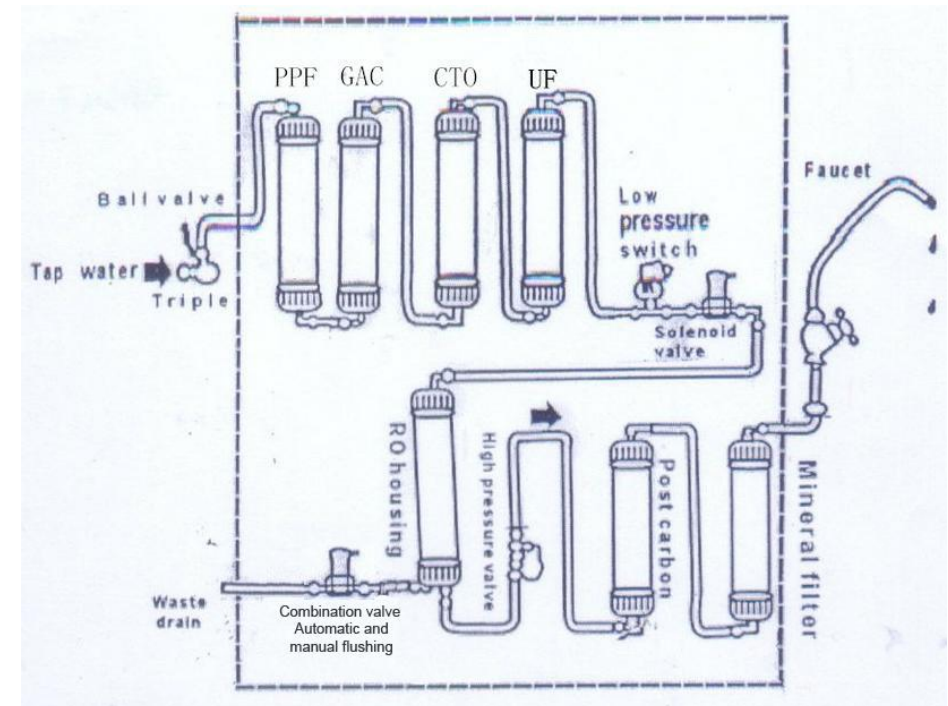 PPF GAC CTO UF
Faucet
Ball valve
Low
pressure
switch
Tap water
Triple
Solenoid
valve
RO housing
High pressure valve
Post carbon
Mineral filter
Waste
drain
Combination valve
Automatic and
manual flushing